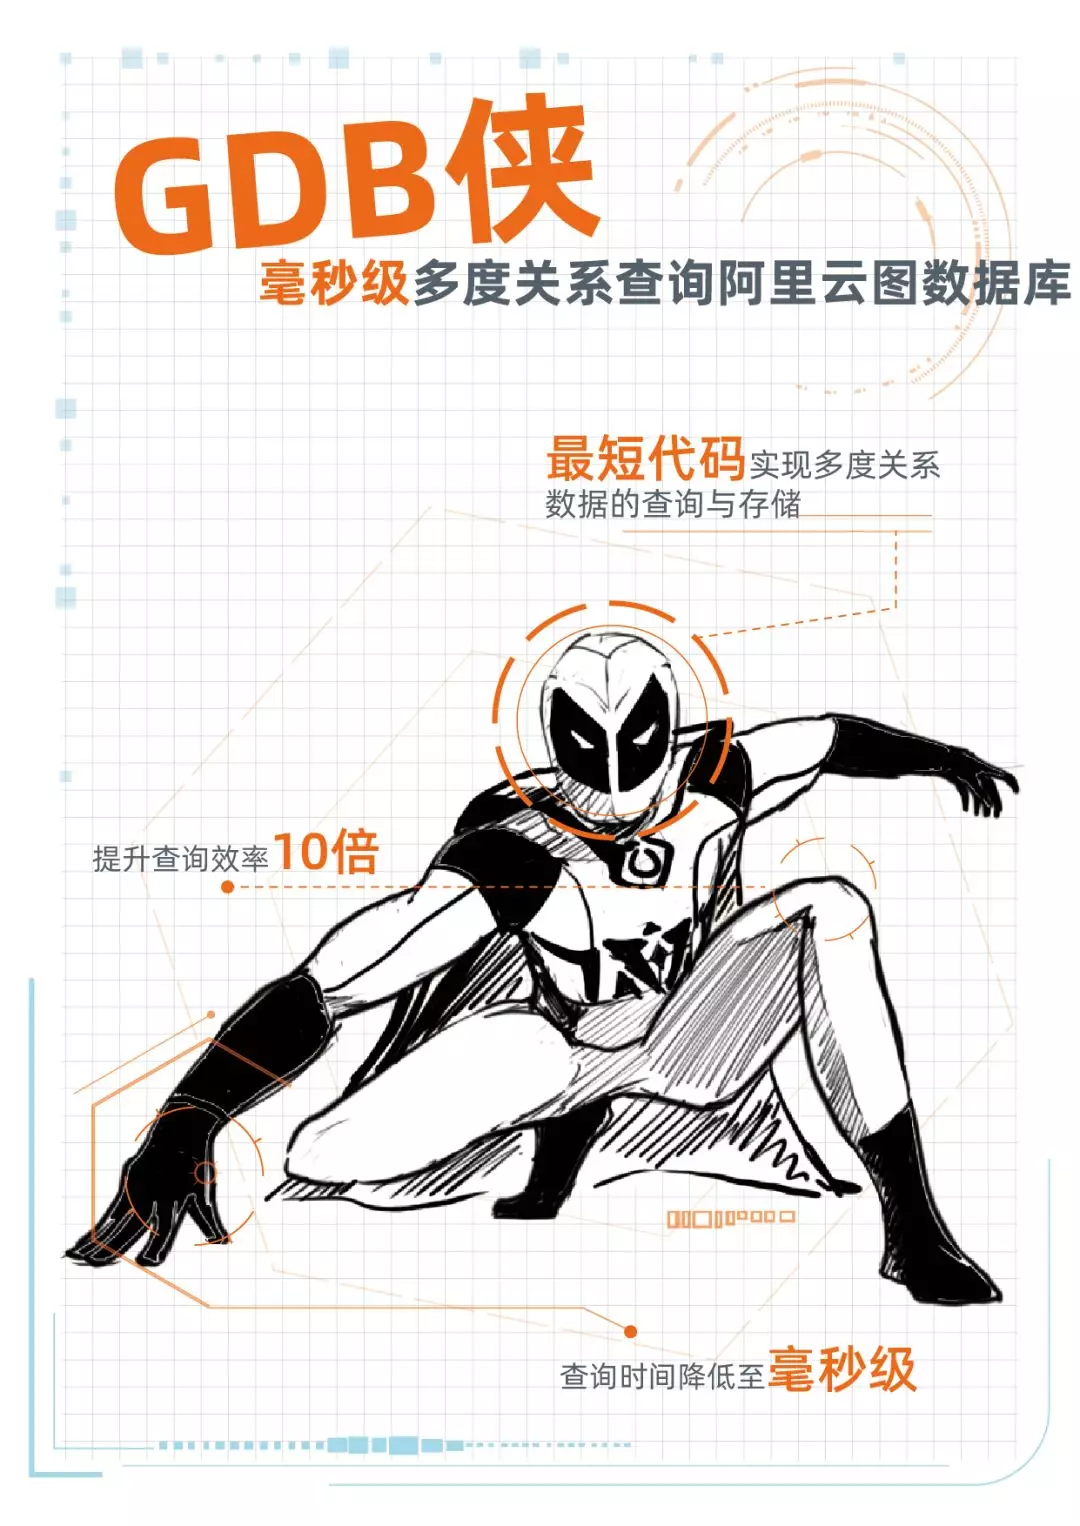 GDB侠
毫秒级多度关系查询阿里云图数据库
最短代码实现多度关系
数据的查询与存储
提升查询效率10倍
查询时间降低至毫秒级